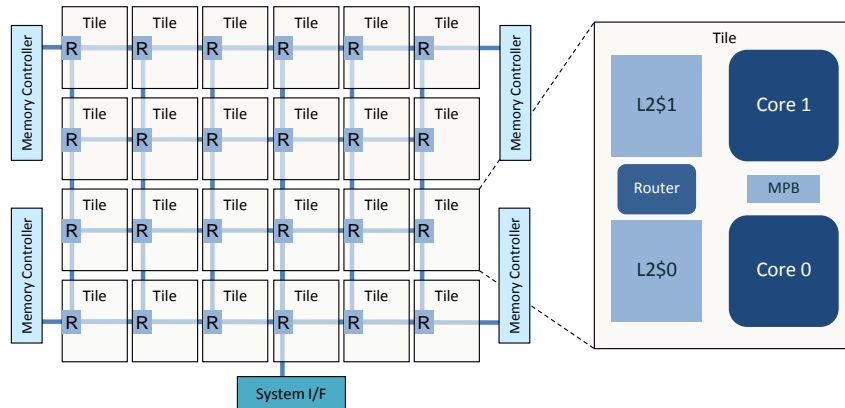 Tile Tile Tile Tile Tile Tile
Memory Controller
R R R R R R
Memory Controller
Tile Tile Tile Tile Tile Tile
R R R R R R
Tile Tile Tile Tile Tile Tile
Memory Controller
R R R R R R
Memory Controller
Tile Tile Tile Tile Tile Tile
R R R R R R
System I/F
Tile
L2$1
Core 1
Router
MPB
L2$0
Core 0